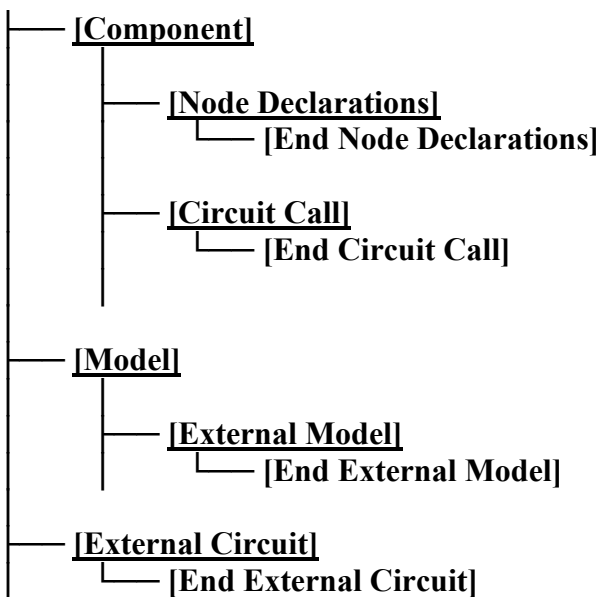 [Component]
[Node Declarations]
[End Node Declarations]
[Circuit Call]
[End Circuit Call]
[Model]
[External Model]
[End External Model]
[External Circuit]
[End External Circuit]